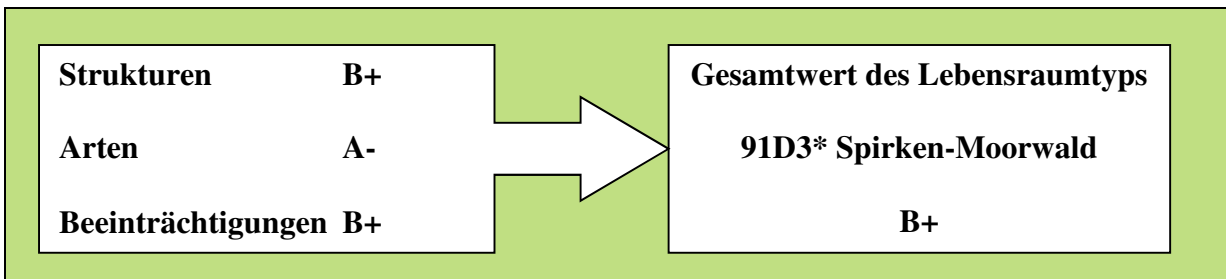 Strukturen B+
Arten A-
Beeinträchtigungen B+
Gesamtwert des Lebensraumtyps
91D3* Spirken-Moorwald
B+